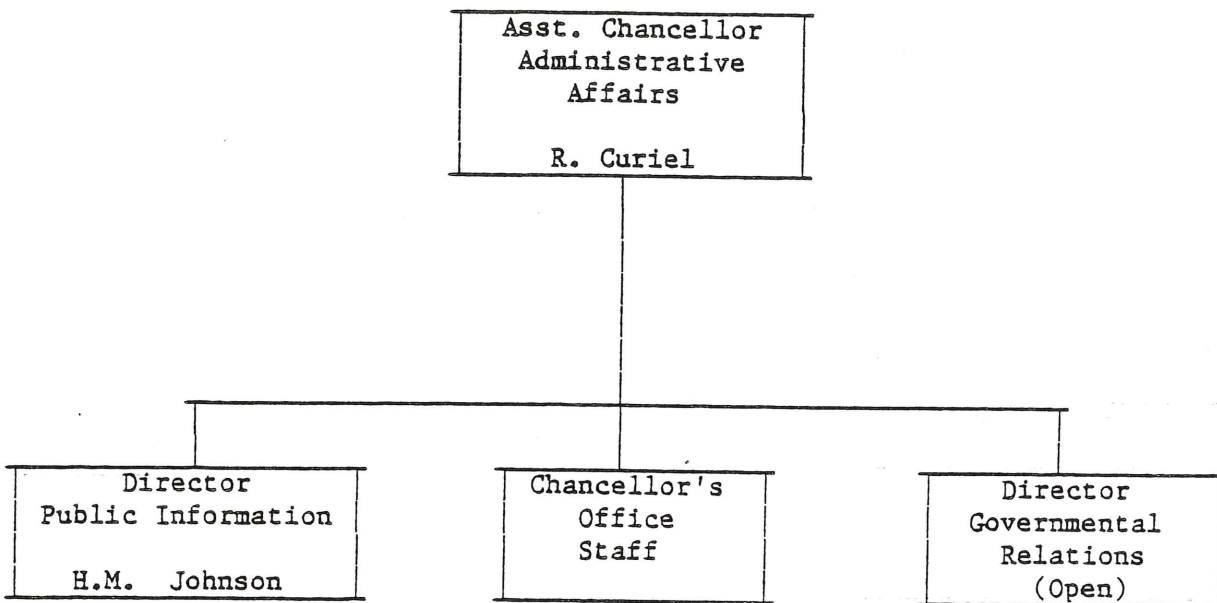 Asst. Chancellor
Administrative
Affairs
R. Curiel
Director
Public Information
H.M. Johnson
Chancellor's
Office
Staff
Director
Governmental
Relations
(Open)